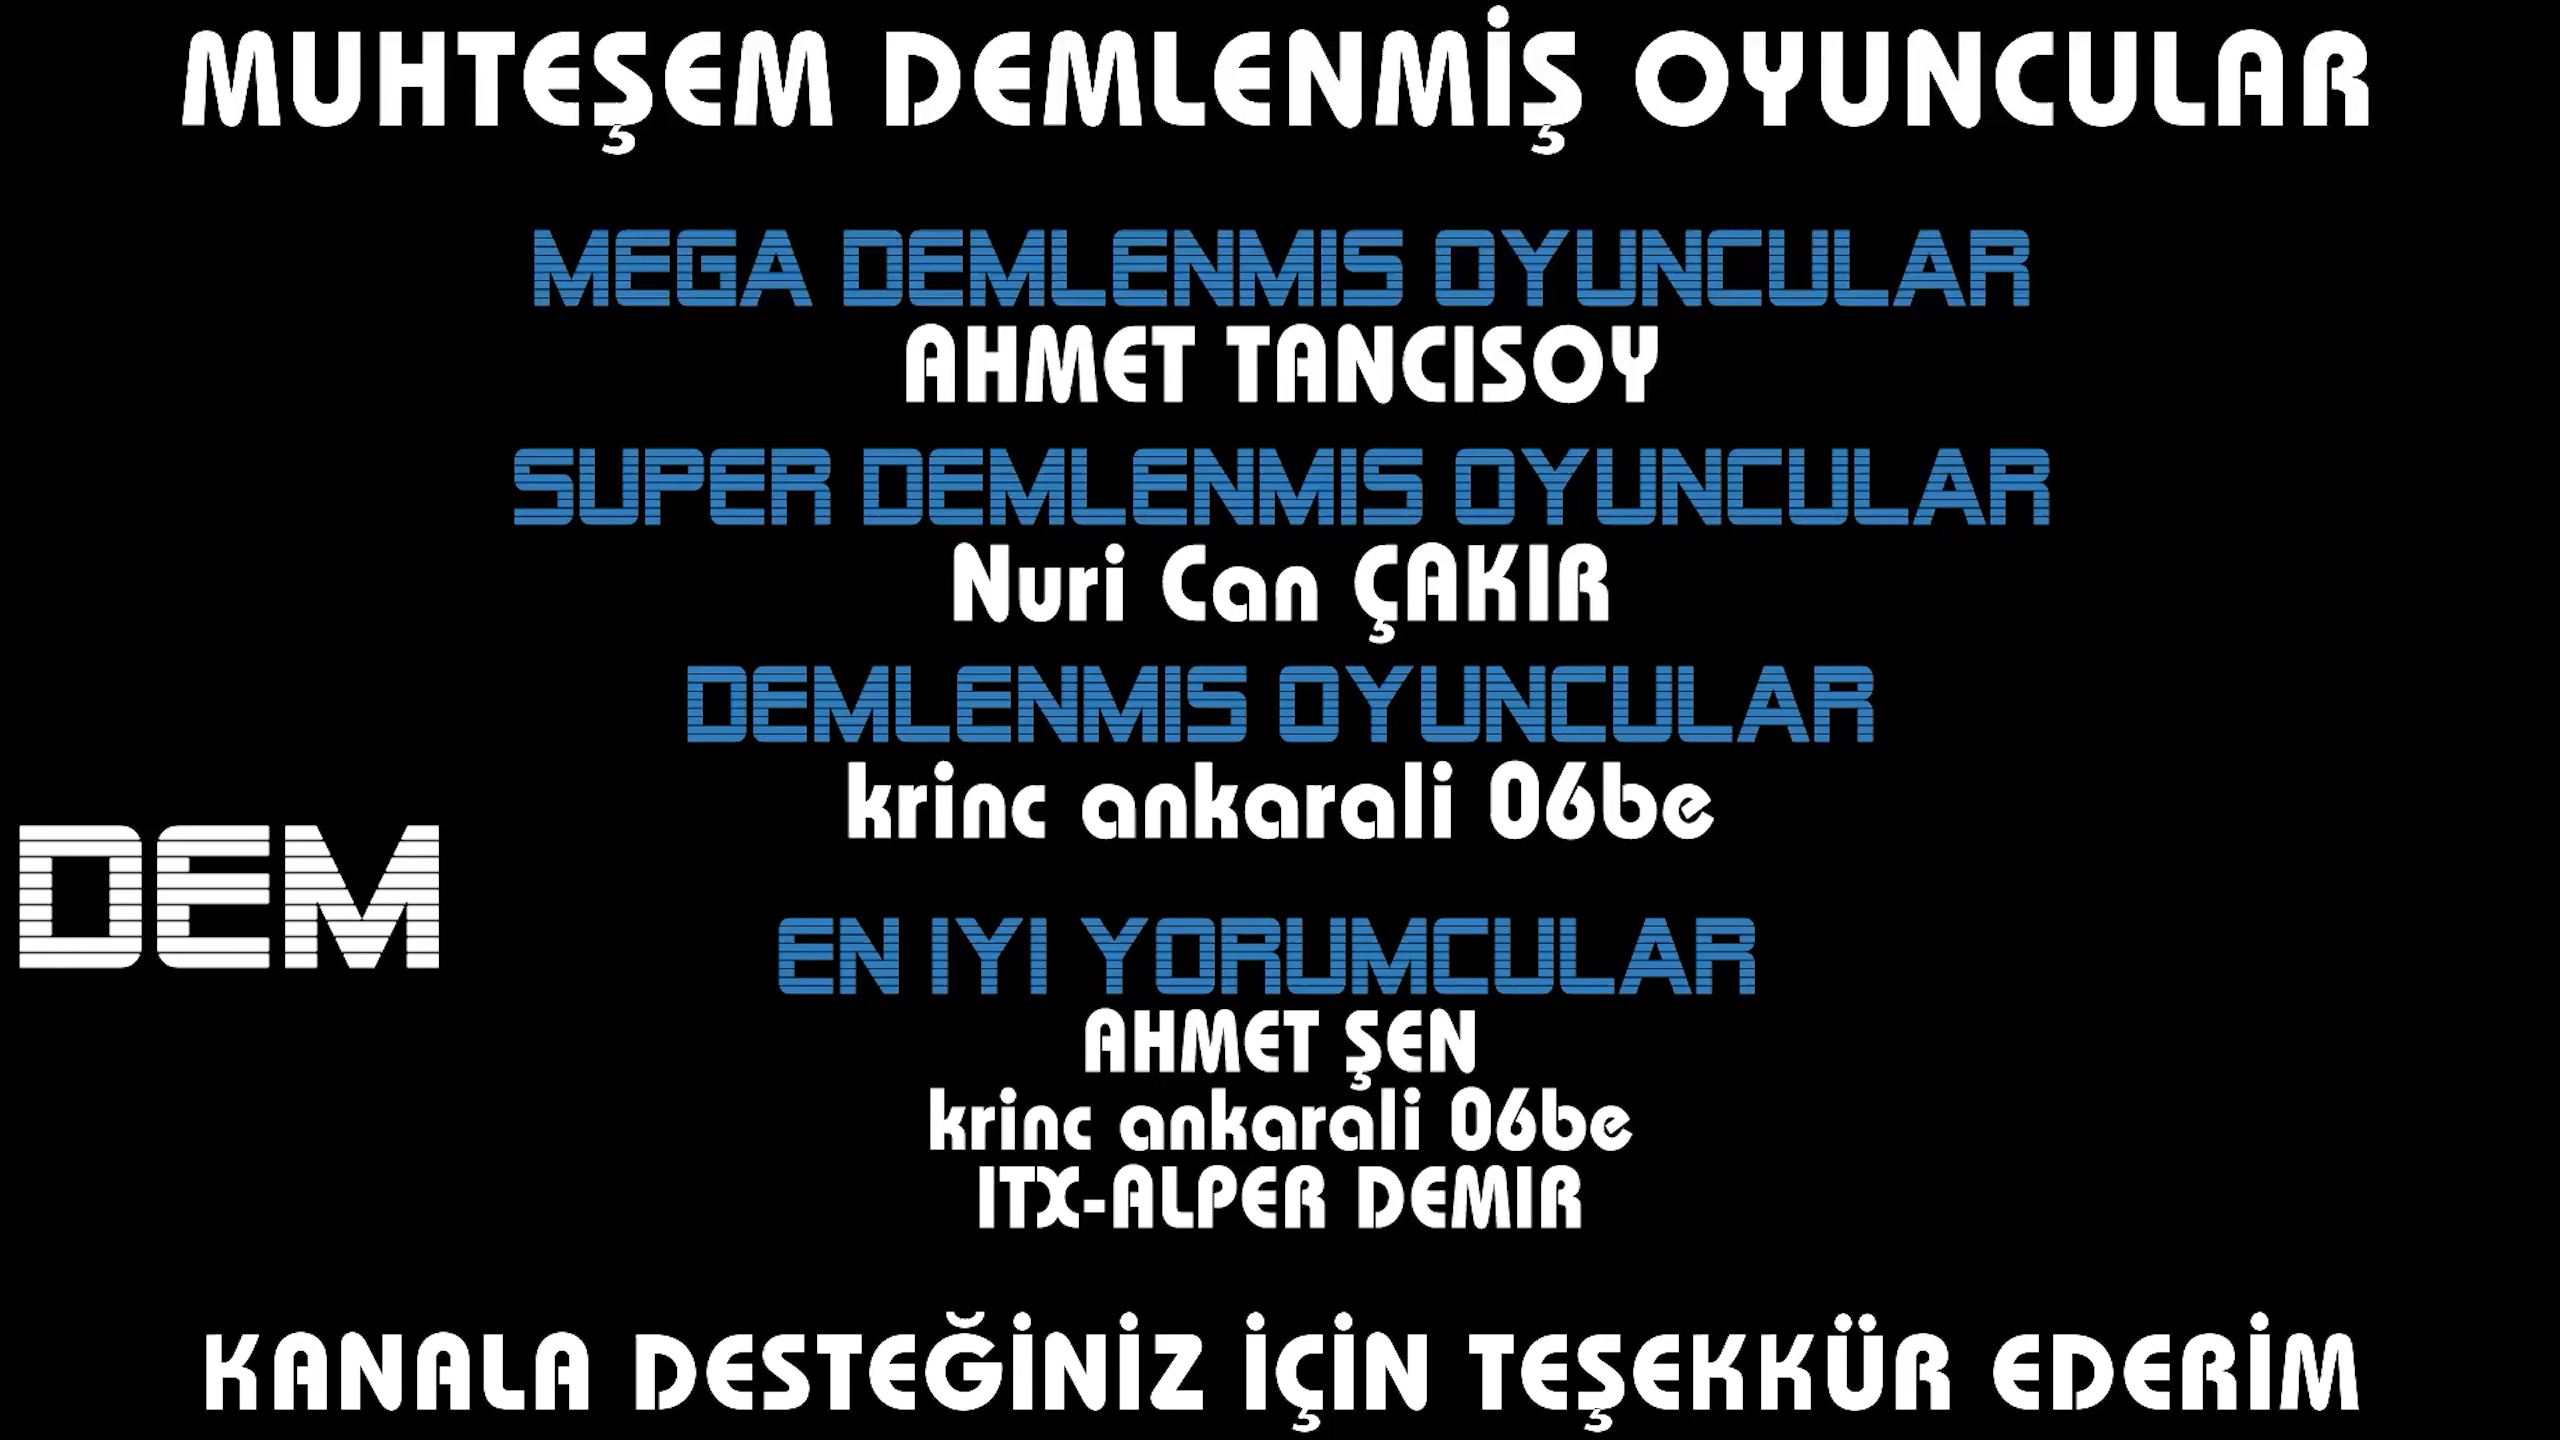 MUHTEŞEM DEMLENMİŞ OYUNCULAR
MEGA DEMLENMIS OYUNCULAR
AHMET TANCISOY
SUPER DEMLENMIS OYUNCULAR
Nuri Can ÇAKIR
DEMLENMIS OYUNCULAR
krinc ankarali 06be
DEM
EN IYI YORUMCULAR
AHMET ŞEN
krinc ankarali 06be
ITX-ALPER DEMIR
KANALA DESTEĞİNİZ İÇİN TEŞEKKÜR EDERİM